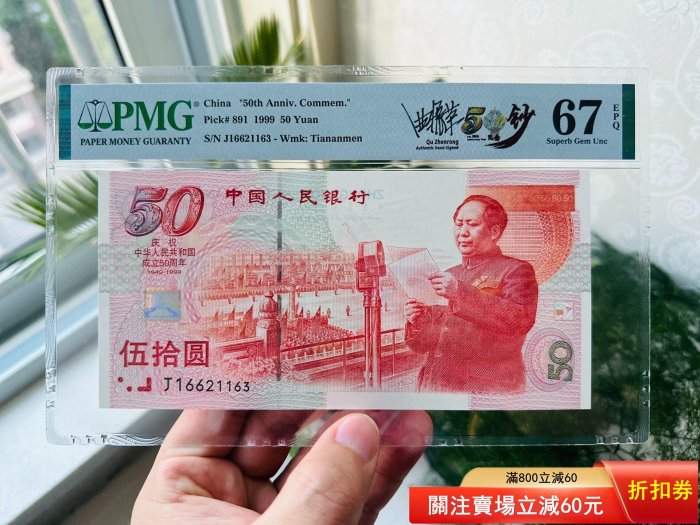 PMG
PAPER MONEY GUARANTY
China "50th Anniv. Commem."
Pick# 891 1999 50 Yuan
S/N J16621163 - Wmk: Tiananmen
Qu Zhenrong
Authentic Hand-Signed
67 EPQ
Superb Gem Unc
50
中国人民银行
庆祝
中华人民共和国
成立50周年
1949-1999
伍拾圆
J16621163
50
滿800立減60
關注賣場立減60元
折扣券